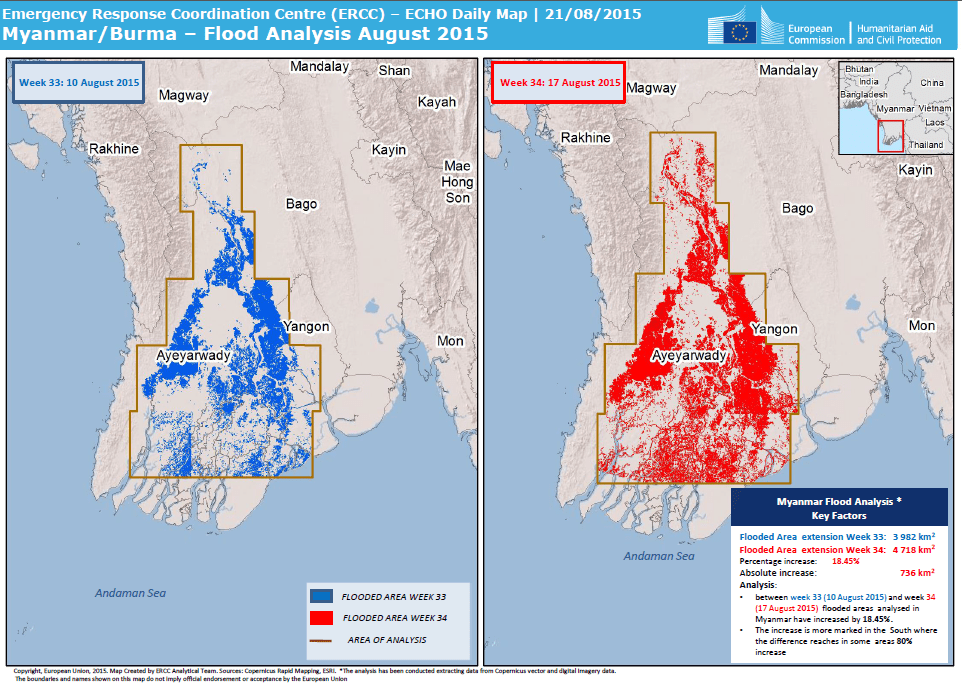 Emergency Response Coordination Centre (ERCC) – ECHO Daily Map | 21/08/2015
Myanmar/Burma – Flood Analysis August 2015
European
Commission
Humanitarian Aid
and Civil Protection
Week 33: 10 August 2015
Mandalay
Shan
Magway
Kayah
Rakhine
Kayin
Mae
Hong
Son
Bago
Yangon
Mon
Ayeyarwady
Andaman Sea
FLOODED AREA WEEK 33
FLOODED AREA WEEK 34
AREA OF ANALYSIS
Week 34: 17 August 2015
Mandalay
Magway
Rakhine
Kayin
Bago
Yangon
Mon
Ayeyarwady
Andaman Sea
Bhutan
India
China
Bangladesh
Myanmar
Vietnam
Laos
Thailand
Myanmar Flood Analysis *
Key Factors
Flooded Area extension Week 33: 3 982 km²
Flooded Area extension Week 34: 4 718 km²
Percentage increase: 18.45%
Absolute increase: 736 km²
Analysis:
• between week 33 (10 August 2015) and week 34
(17 August 2015) flooded areas analysed in
Myanmar have increased by 18.45%.
• The increase is more marked in the South where
the difference reaches in some areas 80%
increase
Copyright, European Union, 2015. Map Created by ERCC Analytical Team. Sources: Copernicus Rapid Mapping, ESRI. *The analysis has been conducted extracting data from Copernicus vector and digital Imagery data.
The boundaries and names shown on this map do not imply official endorsement or acceptance by the European Union